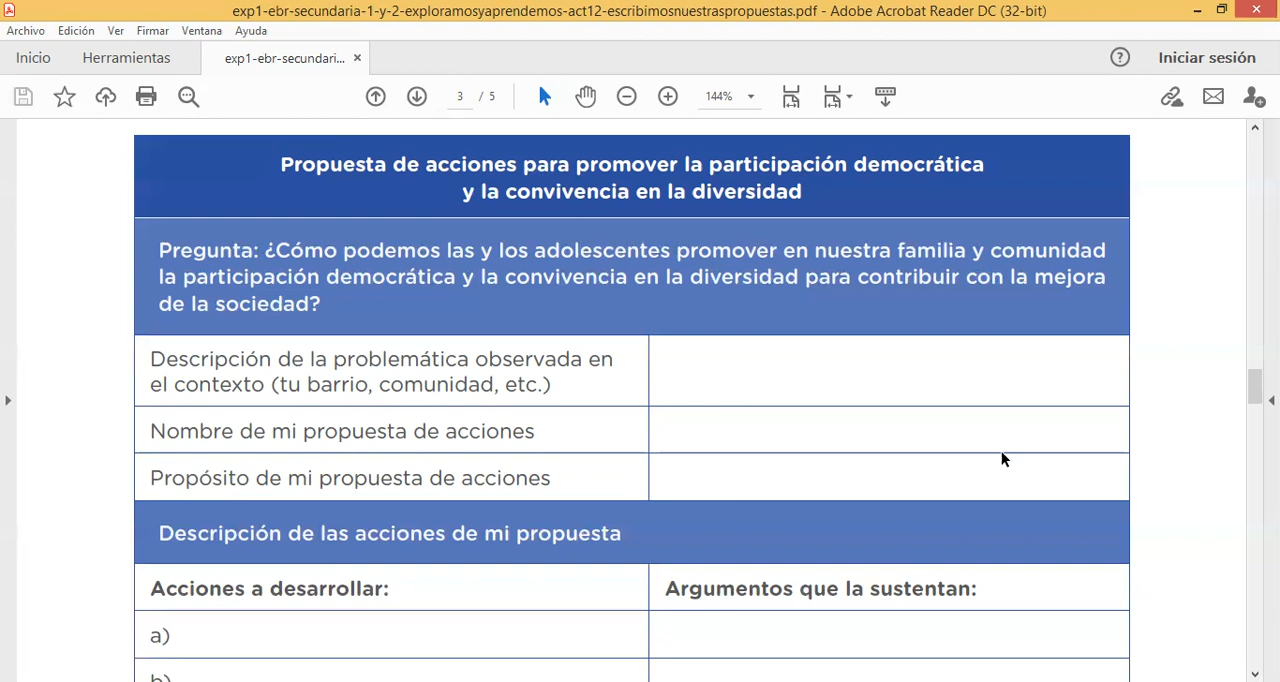 exp1-ebr-secundaria-1-y-2-exploramosyaprendemos-act12-escribimosnuestraspropuestas.pdf - Adobe Acrobat Reader DC (32-bit)
Archivo Edición Ver Firmar Ventana Ayuda
Inicio Herramientas exp1-ebr-secundari... × Iniciar sesión
3 / 5 144%
Propuesta de acciones para promover la participación democrática
y la convivencia en la diversidad
Pregunta: ¿Cómo podemos las y los adolescentes promover en nuestra familia y comunidad
la participación democrática y la convivencia en la diversidad para contribuir con la mejora
de la sociedad?
Descripción de la problemática observada en
el contexto (tu barrio, comunidad, etc.)
Nombre de mi propuesta de acciones
Propósito de mi propuesta de acciones
Descripción de las acciones de mi propuesta
Acciones a desarrollar: Argumentos que la sustentan:
a)
b)